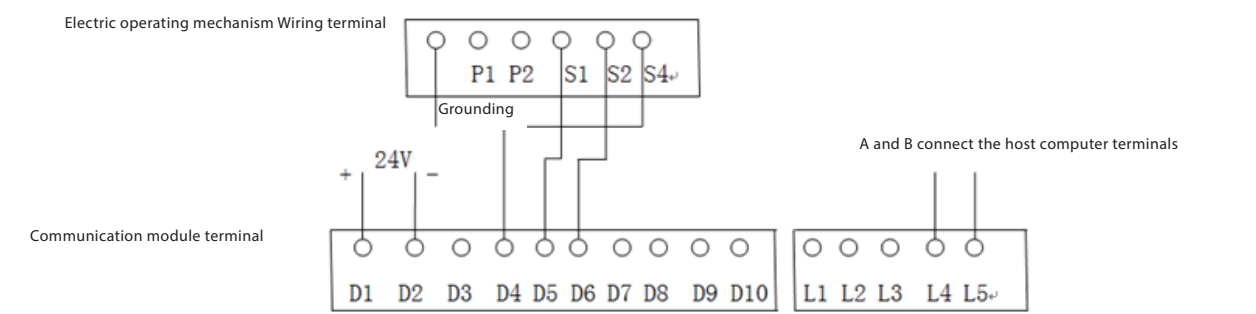 Electric operating mechanism Wiring terminal
P1 P2 S1 S2 S4↵
Grounding
A and B connect the host computer terminals
+ 24V −
Communication module terminal
D1 D2 D3 D4 D5 D6 D7 D8 D9 D10 L1 L2 L3 L4 L5↵